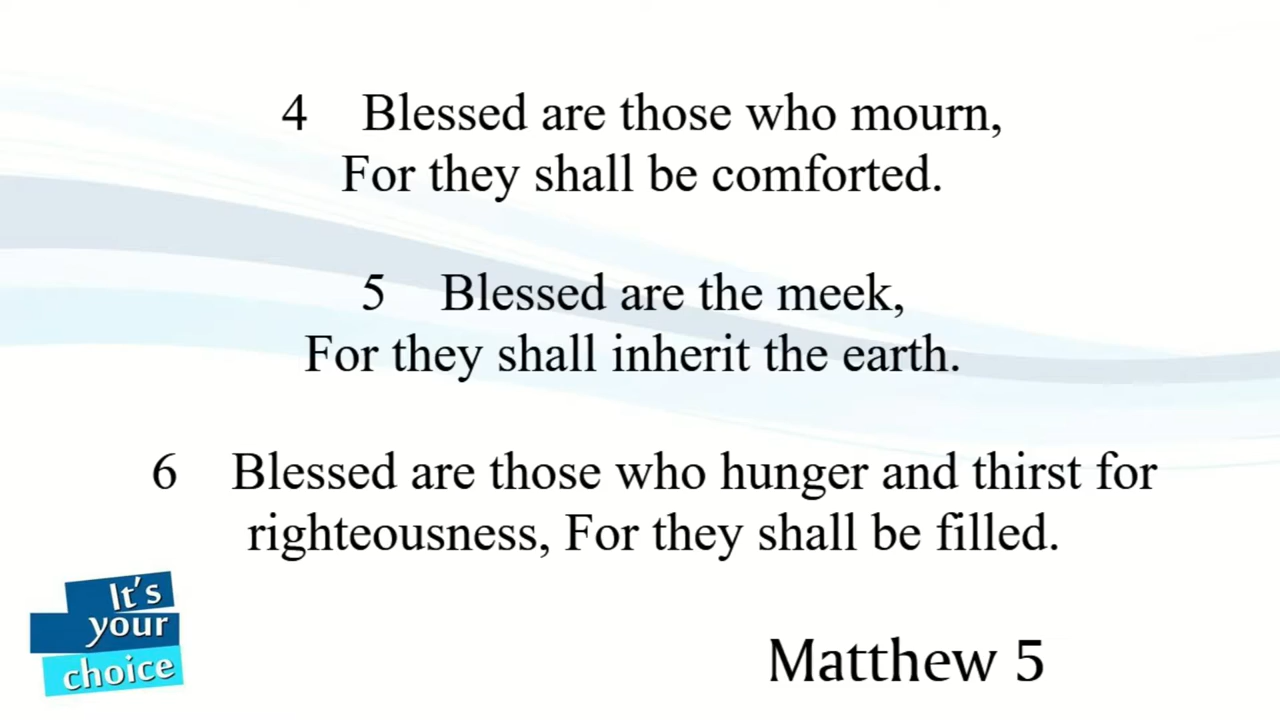 4 Blessed are those who mourn,
For they shall be comforted.
5 Blessed are the meek,
For they shall inherit the earth.
6 Blessed are those who hunger and thirst for
righteousness, For they shall be filled.
It's
your
choice
Matthew 5